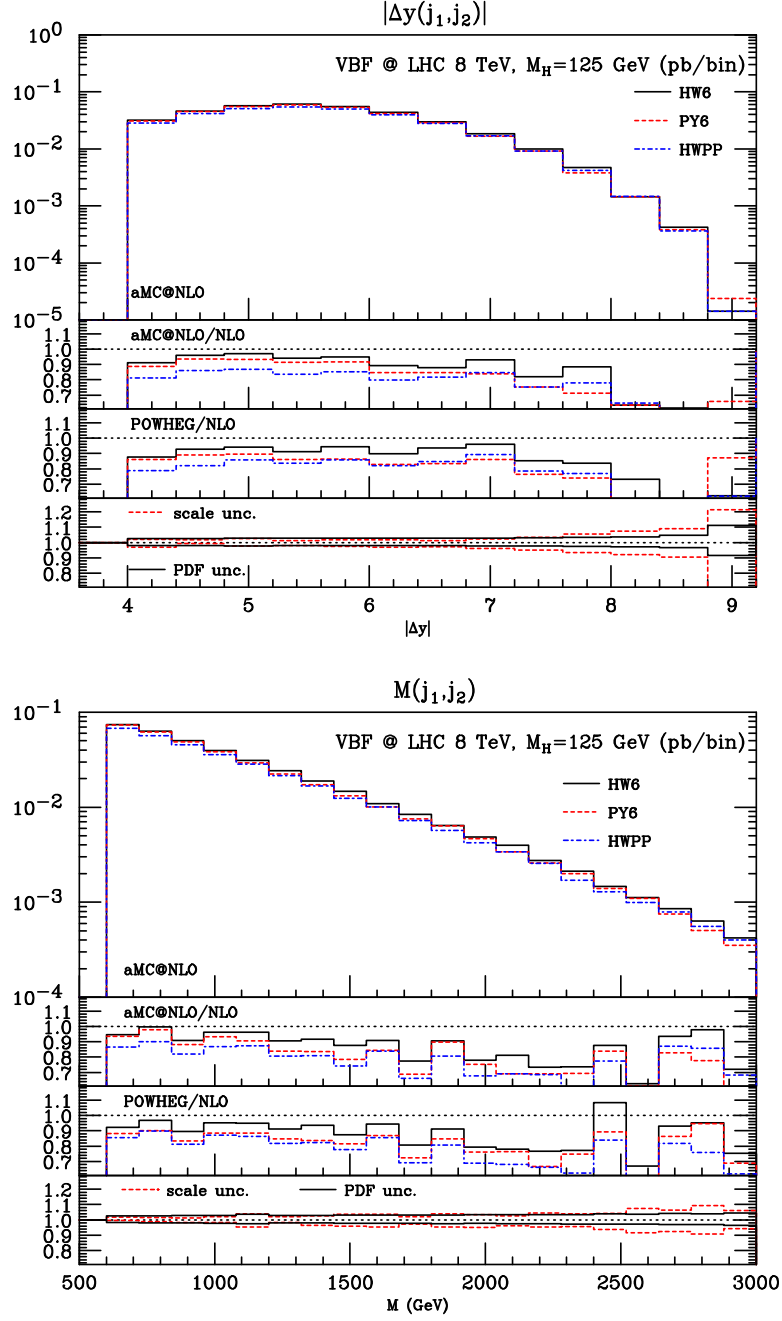 |Δy(j₁,j₂)|
10⁰
VBF @ LHC 8 TeV, M_H=125 GeV (pb/bin)
HW6
10⁻¹
PY6
10⁻²
HWPP
10⁻³
10⁻⁴
aMC@NLO
10⁻⁵
aMC@NLO/NLO
1.1
1.0
0.9
0.8
0.7
POWHEG/NLO
1.1
1.0
0.9
0.8
0.7
scale unc.
1.2
1.1
1.0
0.9
0.8
PDF unc.
4 5 6 7 8 9
|Δy|
M(j₁,j₂)
10⁻¹
VBF @ LHC 8 TeV, M_H=125 GeV (pb/bin)
HW6
10⁻²
PY6
HWPP
10⁻³
aMC@NLO
10⁻⁴
aMC@NLO/NLO
1.1
1.0
0.9
0.8
0.7
POWHEG/NLO
1.1
1.0
0.9
0.8
0.7
scale unc. PDF unc.
1.2
1.1
1.0
0.9
0.8
500 1000 1500 2000 2500 3000
M (GeV)